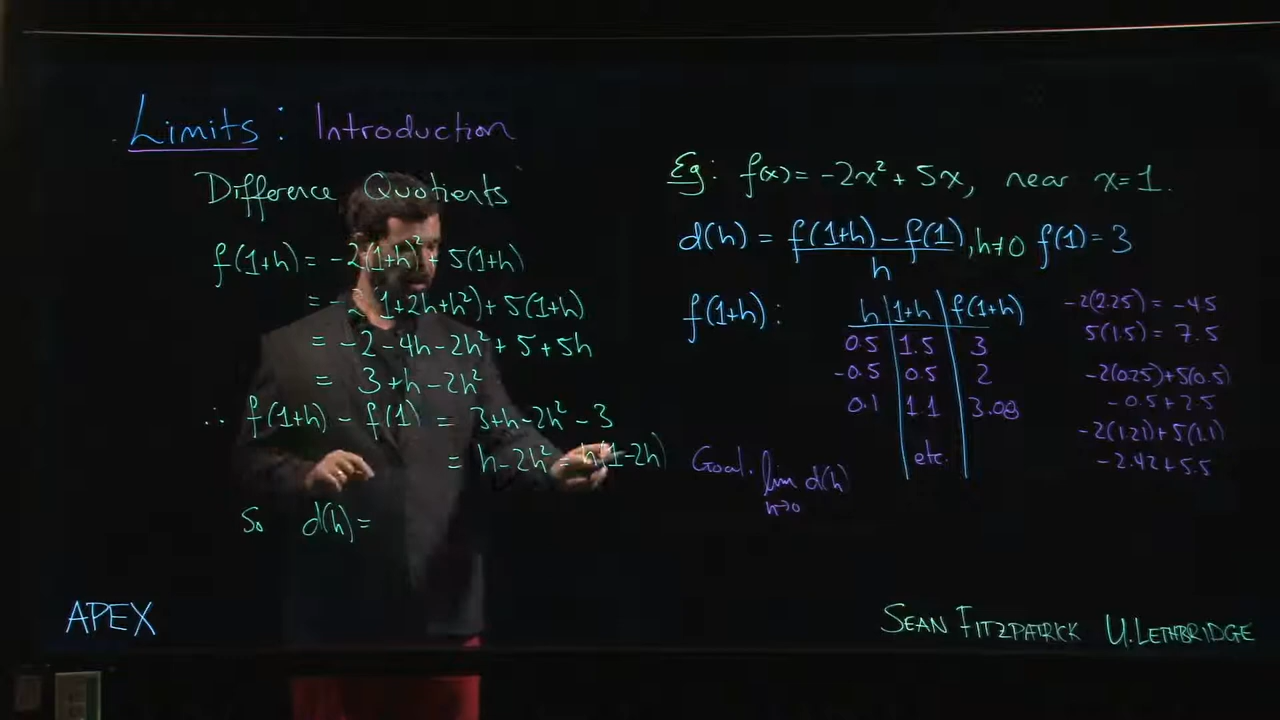 Limits: Introduction
Difference Quotients
f(1+h) = -2(1+h)² + 5(1+h)
= -2(1+2h+h²) + 5(1+h)
= -2-4h-2h² + 5 + 5h
= 3+h-2h²
∴ f(1+h) - f(1) = 3+h-2h² - 3
= h-2h² = h(1-2h)
So d(h) =
Eg: f(x) = -2x² + 5x, near x=1.
d(h) = (f(1+h) - f(1))/h, h≠0 f(1) = 3
f(1+h):
h 1+h f(1+h)
0.5 1.5 3
-0.5 0.5 2
0.1 1.1 3.08
etc.
-2(2.25) = -4.5
5(1.5) = 7.5
-2(0.25)+5(0.5)
-0.5+2.5
-2(1.21)+5(1.1)
-2.42+5.5
Goal. lim d(h)
h→0
APEX
SEAN FITZPATRICK U.LETHBRIDGE